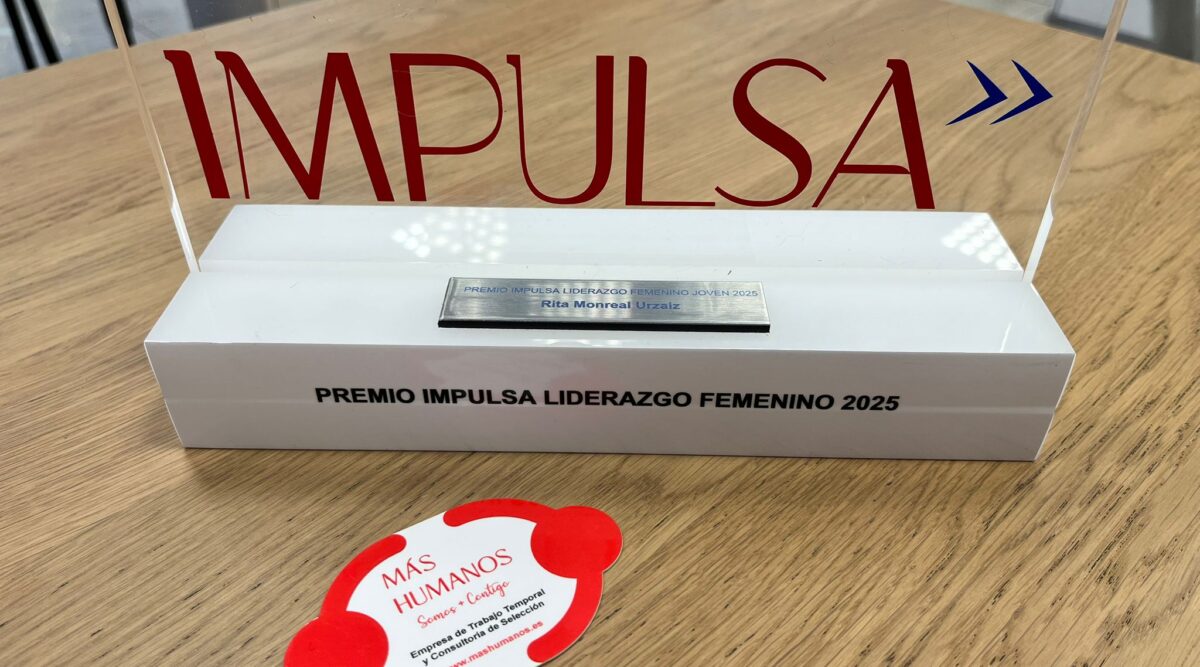 IMPULSA
PREMIO IMPULSA LIDERAZGO FEMENINO JOVEN 2025
Rita Monreal Urzaiz
PREMIO IMPULSA LIDERAZGO FEMENINO 2025
MÁS
HUMANOS
Somos + Contigo
Empresa de Trabajo Temporal
y Consultoría de Selección
www.mashumanos.es